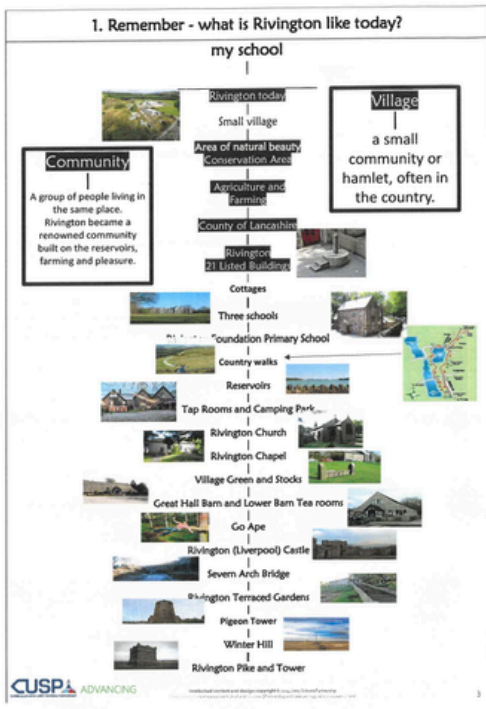 1. Remember - what is Rivington like today?
my school
Rivington today
Village
Small village
a small
community or
hamlet, often in
the country.
Area of natural beauty
Conservation Area
Community
A group of people living in
the same place.
Rivington became a
renowned community
built on the reservoirs,
farming and pleasure.
Agriculture and
Farming
County of Lancashire
Rivington
21 Listed Buildings
Cottages
Three schools
Foundation Primary School
Country walks
Reservoirs
Tap Rooms and Camping
Rivington Church
Rivington Chapel
Village Green and Stocks
Great Hall Barn and Lower Barn Tea rooms
Go Ape
Rivington (Liverpool) Castle
Severn Arch Bridge
Rivington Terraced Gardens
Pigeon Tower
Winter Hill
Rivington Pike and Tower
CUSP ADVANCING
3